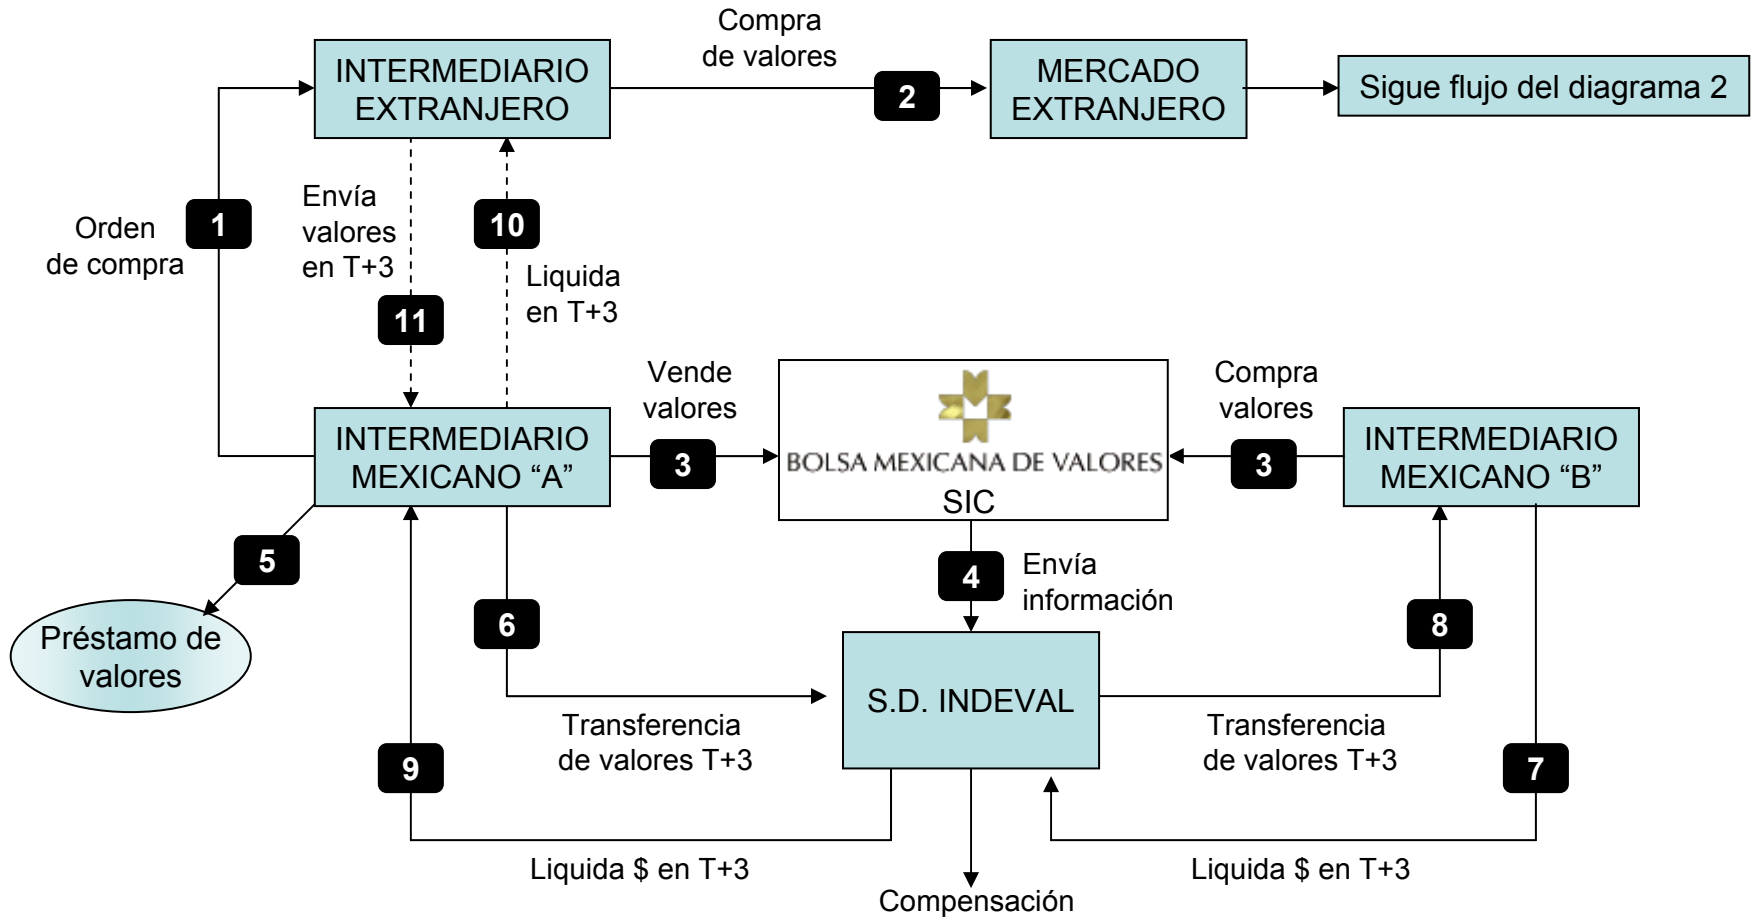 Compra
de valores
INTERMEDIARIO
EXTRANJERO
2
MERCADO
EXTRANJERO
Sigue flujo del diagrama 2
1
Orden
de compra
Envía
valores
en T+3
11
10
Liquida
en T+3
Vende
valores
3
INTERMEDIARIO
MEXICANO “A”
BOLSA MEXICANA DE VALORES
SIC
Compra
valores
3
INTERMEDIARIO
MEXICANO “B”
5
Préstamo de
valores
4
Envía
información
6
8
S.D. INDEVAL
Transferencia
de valores T+3
Transferencia
de valores T+3
9
7
Liquida $ en T+3
Liquida $ en T+3
Compensación